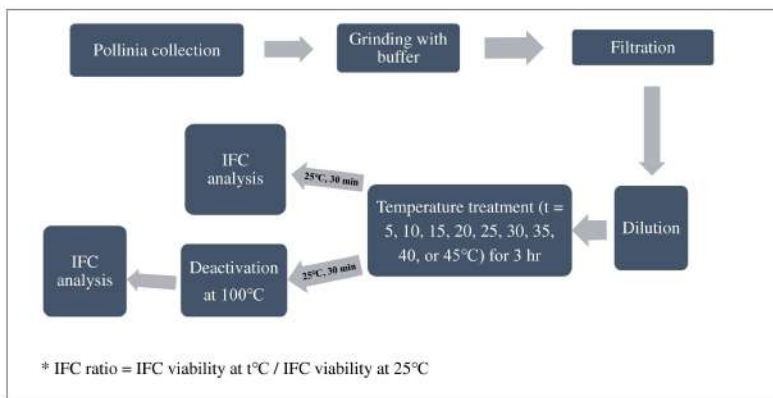 Pollinia collection
Grinding with
buffer
Filtration
IFC
analysis
25℃, 30 min
Temperature treatment (t =
5, 10, 15, 20, 25, 30, 35,
40, or 45℃) for 3 hr
Dilution
IFC
analysis
Deactivation
at 100℃
25℃, 30 min
* IFC ratio = IFC viability at t℃ / IFC viability at 25℃